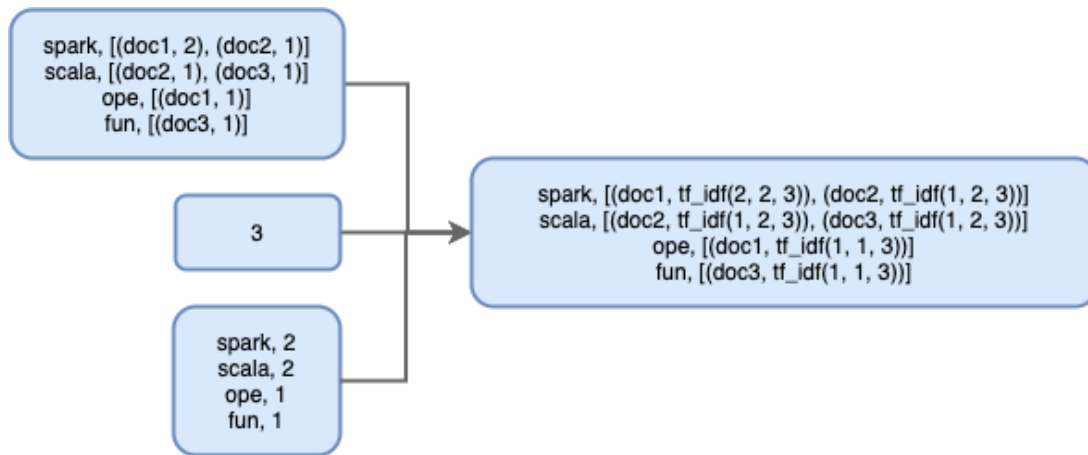 spark, [(doc1, 2), (doc2, 1)]
scala, [(doc2, 1), (doc3, 1)]
ope, [(doc1, 1)]
fun, [(doc3, 1)]
3
spark, 2
scala, 2
ope, 1
fun, 1
spark, [(doc1, tf_idf(2, 2, 3)), (doc2, tf_idf(1, 2, 3))]
scala, [(doc2, tf_idf(1, 2, 3)), (doc3, tf_idf(1, 2, 3))]
ope, [(doc1, tf_idf(1, 1, 3))]
fun, [(doc3, tf_idf(1, 1, 3))]